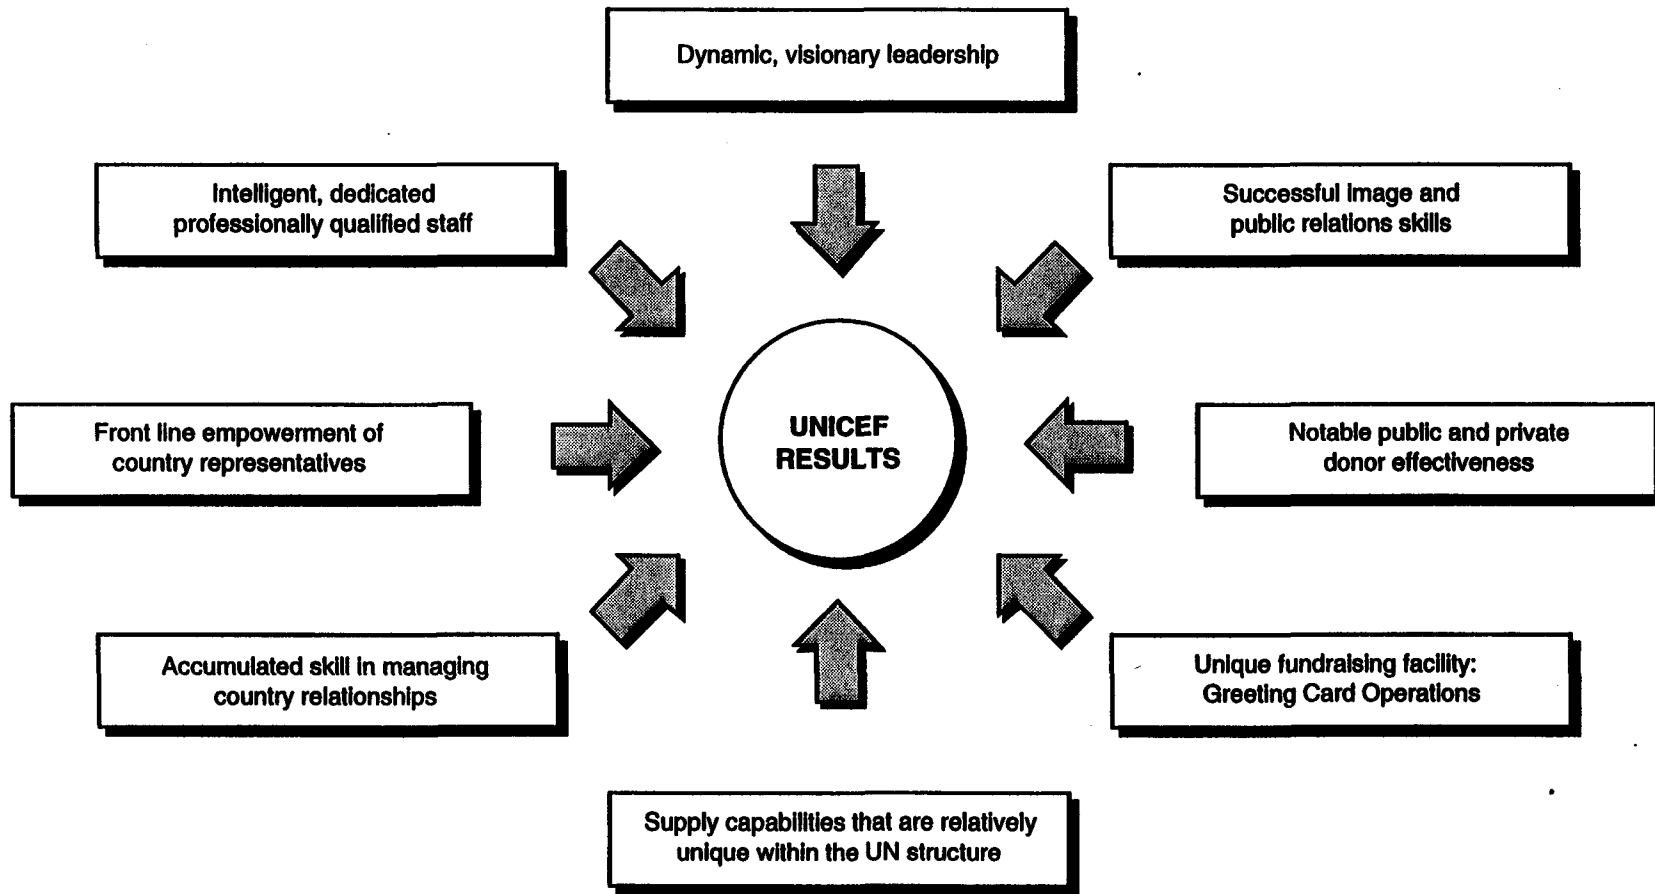 Dynamic, visionary leadership
Intelligent, dedicated
professionally qualified staff
Successful image and
public relations skills
Front line empowerment of
country representatives
UNICEF
RESULTS
Notable public and private
donor effectiveness
Accumulated skill in managing
country relationships
Unique fundraising facility:
Greeting Card Operations
Supply capabilities that are relatively
unique within the UN structure